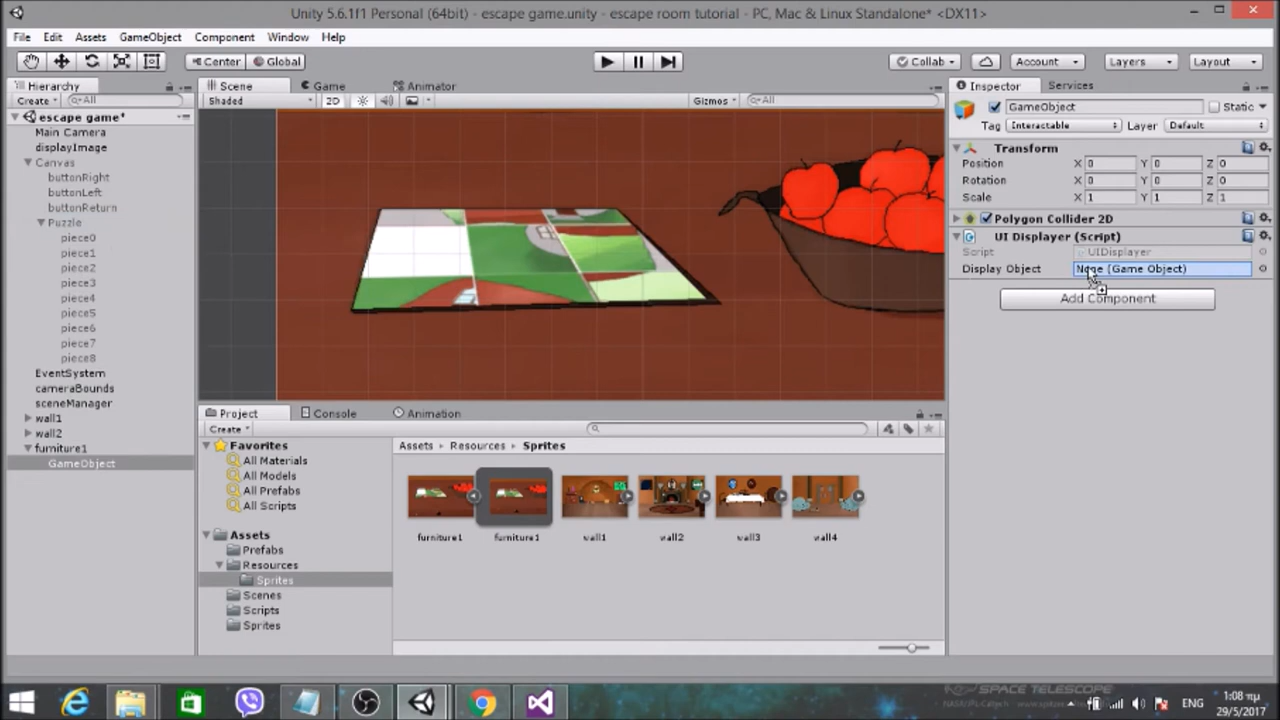 Unity 5.6.1f1 Personal (64bit) - escape game.unity - escape room tutorial - PC, Mac & Linux Standalone* <DX11>
File Edit Assets GameObject Component Window Help
Center Global Collab Account Layers Layout
Hierarchy Scene Game Animator Inspector Services
Create All Shaded 2D Gizmos All GameObject Static
escape game*
Tag Interactable Layer Default
Main Camera
displayImage
Canvas
buttonRight
buttonLeft
buttonReturn
Puzzle
piece0
piece1
piece2
piece3
piece4
piece5
piece6
piece7
piece8
EventSystem
cameraBounds
sceneManager
wall1
wall2
furniture1
GameObject
Transform
Position X 0 Y 0 Z 0
Rotation X 0 Y 0 Z 0
Scale X 1 Y 1 Z 1
Polygon Collider 2D
UI Displayer (Script)
Script UIDisplayer
Display Object None (Game Object)
Add Component
Project Console Animation
Create
Favorites
All Materials
All Models
All Prefabs
All Scripts
Assets
Prefabs
Resources
Sprites
Scenes
Scripts
Sprites
Assets Resources Sprites
furniture1 furniture1 wall1 wall2 wall3 wall4
SPACE TELESCOPE
ENG
1:08 πμ
29/5/2017